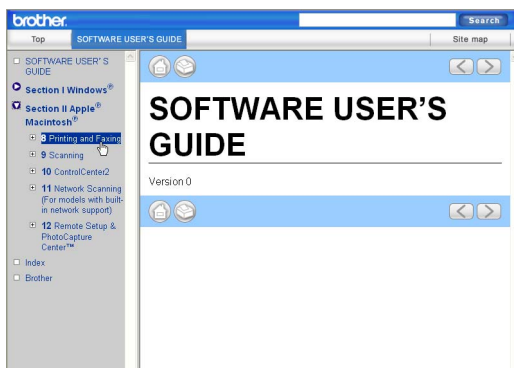 brother.
Search
Top
SOFTWARE USER'S GUIDE
Site map
SOFTWARE USER'S
GUIDE
Section I Windows®
Section II Apple®
Macintosh®
8 Printing and Faxing
9 Scanning
10 ControlCenter2
11 Network Scanning
(For models with built-
in network support)
12 Remote Setup &
PhotoCapture
Center™
Index
Brother
SOFTWARE USER'S
GUIDE
Version 0